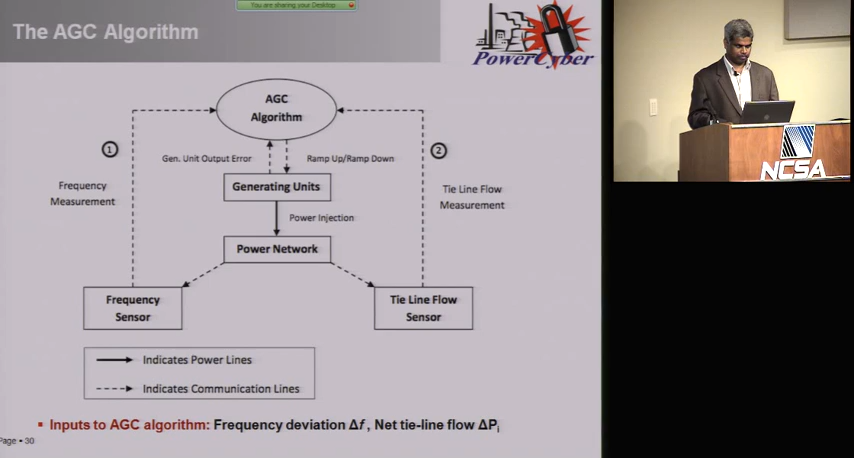 You are sharing your Desktop
The AGC Algorithm
PowerCyber
AGC
Algorithm
1
2
Gen. Unit Output Error
Ramp Up/Ramp Down
Frequency
Measurement
Generating Units
Tie Line Flow
Measurement
Power Injection
Power Network
Frequency
Sensor
Tie Line Flow
Sensor
Indicates Power Lines
Indicates Communication Lines
▪ Inputs to AGC algorithm: Frequency deviation Δf , Net tie-line flow ΔPi
Page ▪ 30
NCSA